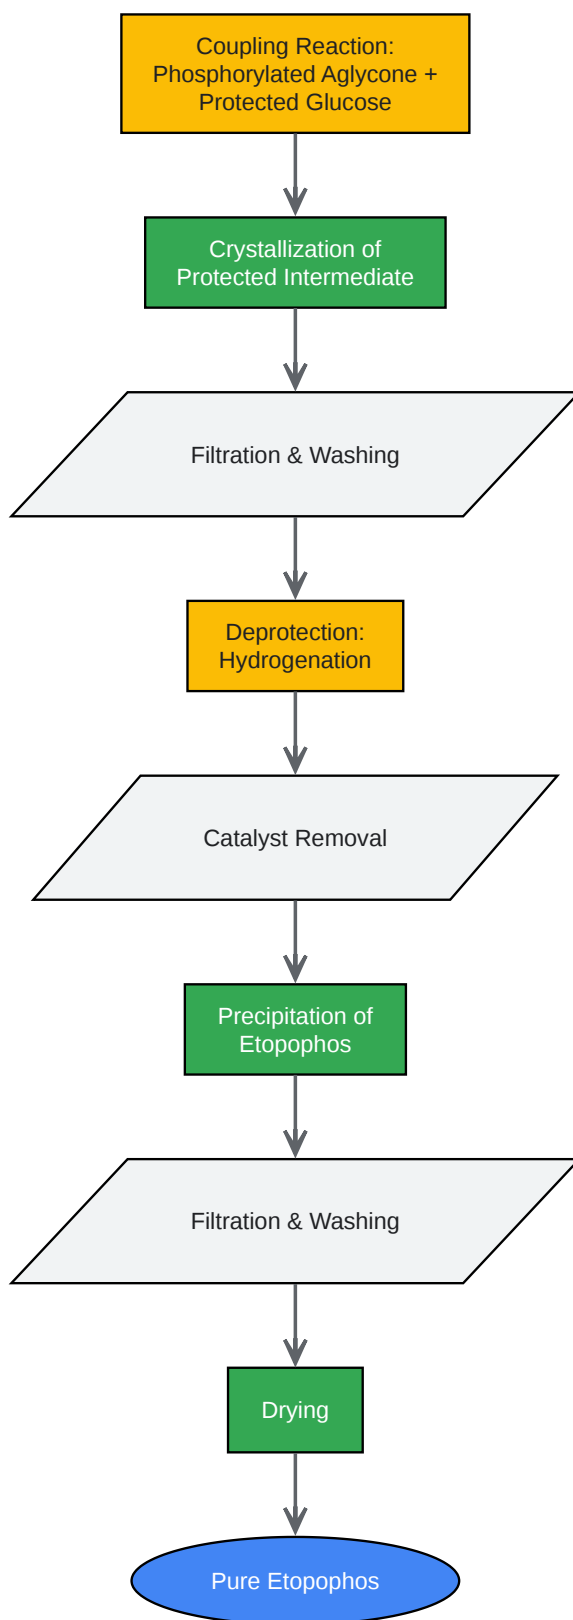 Coupling Reaction:
Phosphorylated Aglycone +
Protected Glucose
Crystallization of
Protected Intermediate
Filtration & Washing
Deprotection:
Hydrogenation
Catalyst Removal
Precipitation of
Etopophos
Filtration & Washing
Drying
Pure Etopophos